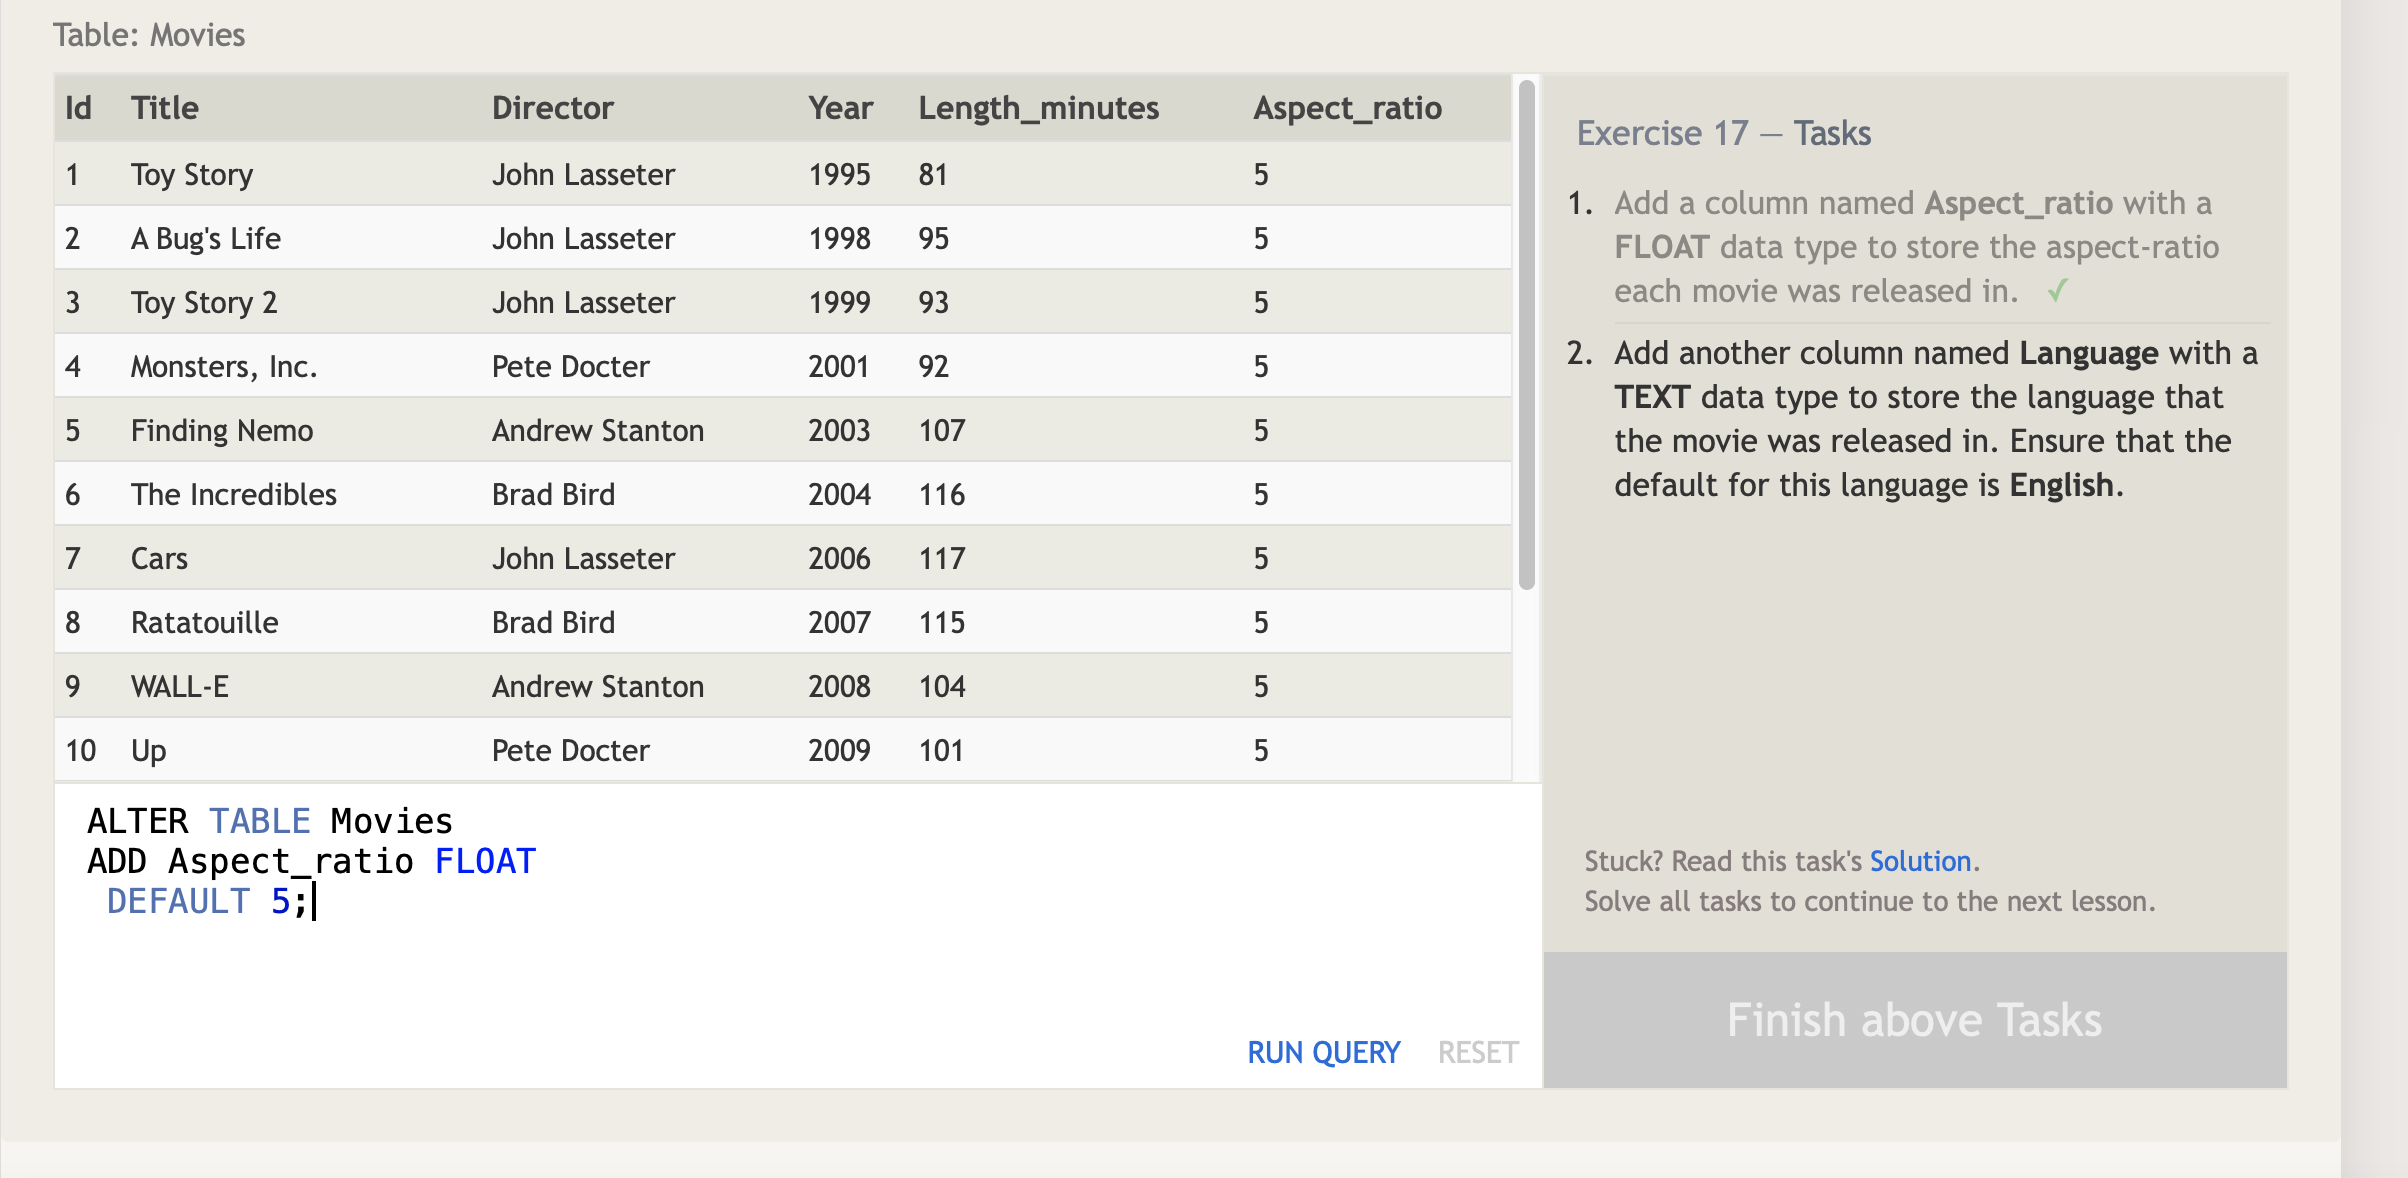 Table: Movies
Id Title Director Year Length_minutes Aspect_ratio
1 Toy Story John Lasseter 1995 81 5
2 A Bug's Life John Lasseter 1998 95 5
3 Toy Story 2 John Lasseter 1999 93 5
4 Monsters, Inc. Pete Docter 2001 92 5
5 Finding Nemo Andrew Stanton 2003 107 5
6 The Incredibles Brad Bird 2004 116 5
7 Cars John Lasseter 2006 117 5
8 Ratatouille Brad Bird 2007 115 5
9 WALL-E Andrew Stanton 2008 104 5
10 Up Pete Docter 2009 101 5
ALTER TABLE Movies
ADD Aspect_ratio FLOAT
DEFAULT 5;
RUN QUERY RESET
Exercise 17 — Tasks
1. Add a column named Aspect_ratio with a
FLOAT data type to store the aspect-ratio
each movie was released in. ✓
2. Add another column named Language with a
TEXT data type to store the language that
the movie was released in. Ensure that the
default for this language is English.
Stuck? Read this task's Solution.
Solve all tasks to continue to the next lesson.
Finish above Tasks